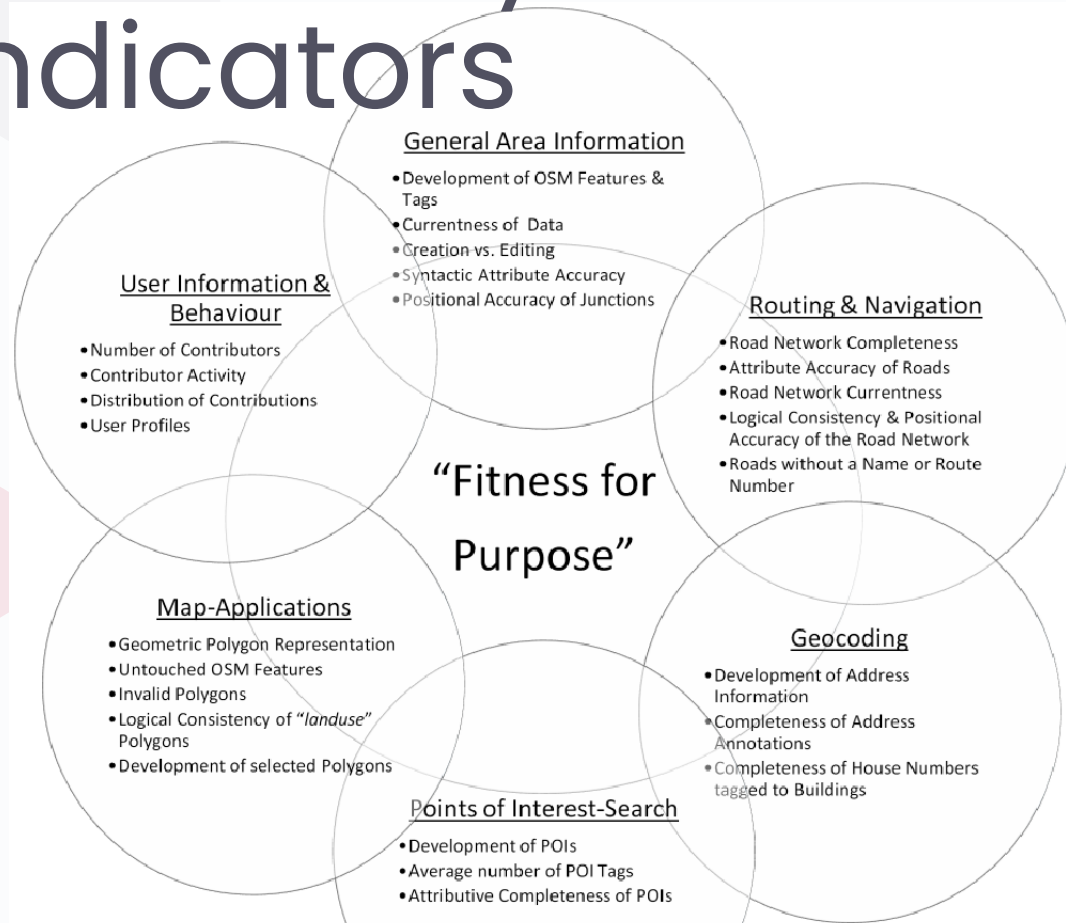 ndicators
General Area Information
•Development of OSM Features &
Tags
•Currentness of Data
•Creation vs. Editing
•Syntactic Attribute Accuracy
•Positional Accuracy of Junctions
User Information &
Behaviour
•Number of Contributors
•Contributor Activity
•Distribution of Contributions
•User Profiles
Routing & Navigation
•Road Network Completeness
•Attribute Accuracy of Roads
•Road Network Currentness
•Logical Consistency & Positional
Accuracy of the Road Network
•Roads without a Name or Route
Number
“Fitness for
Purpose”
Map-Applications
•Geometric Polygon Representation
•Untouched OSM Features
•Invalid Polygons
•Logical Consistency of “landuse”
Polygons
•Development of selected Polygons
Geocoding
•Development of Address
Information
•Completeness of Address
Annotations
•Completeness of House Numbers
tagged to Buildings
Points of Interest-Search
•Development of POIs
•Average number of POI Tags
•Attributive Completeness of POIs